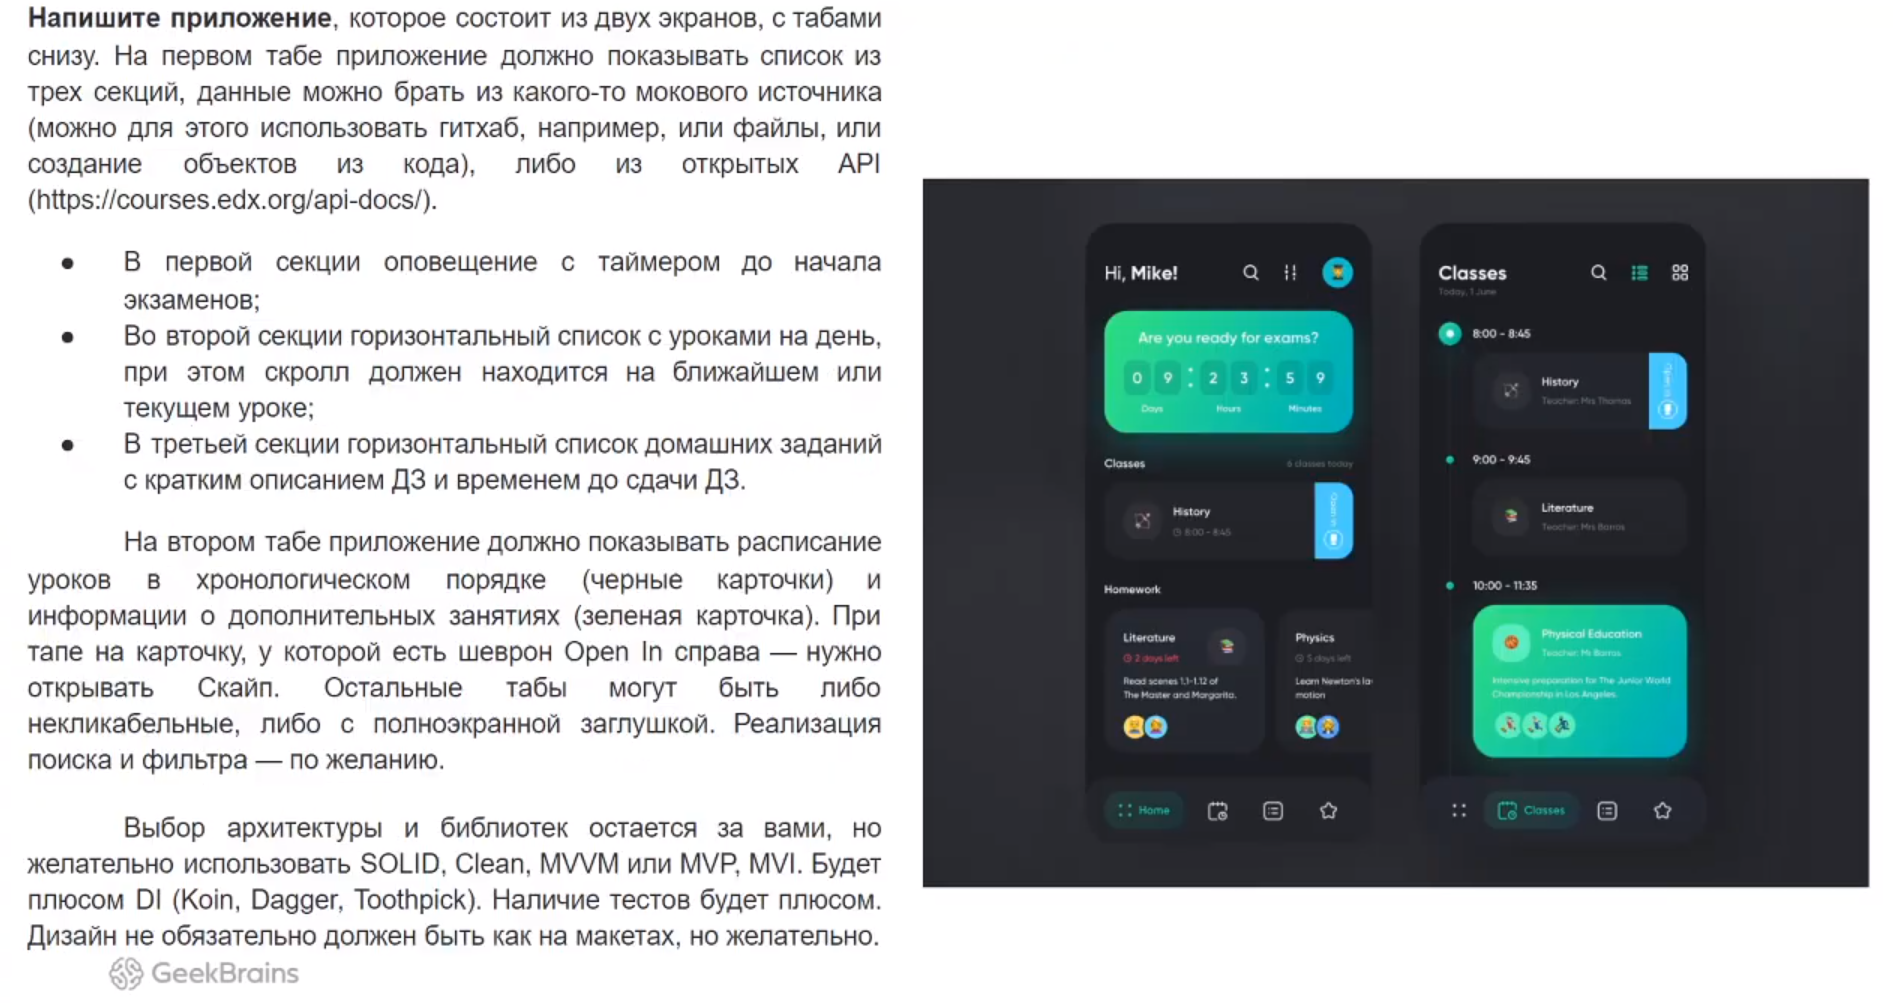 Напишите приложение, которое состоит из двух экранов, с табами
снизу. На первом табе приложение должно показывать список из
трех секций, данные можно брать из какого-то мокового источника
(можно для этого использовать гитхаб, например, или файлы, или
создание объектов из кода), либо из открытых API
(https://courses.edx.org/api-docs/).
● В первой секции оповещение с таймером до начала
экзаменов;
● Во второй секции горизонтальный список с уроками на день,
при этом скролл должен находится на ближайшем или
текущем уроке;
● В третьей секции горизонтальный список домашних заданий
с кратким описанием ДЗ и временем до сдачи ДЗ.
На втором табе приложение должно показывать расписание
уроков в хронологическом порядке (черные карточки) и
информации о дополнительных занятиях (зеленая карточка). При
тапе на карточку, у которой есть шеврон Open In справа — нужно
открывать Скайп. Остальные табы могут быть либо
некликабельные, либо с полноэкранной заглушкой. Реализация
поиска и фильтра — по желанию.
Выбор архитектуры и библиотек остается за вами, но
желательно использовать SOLID, Clean, MVVM или MVP, MVI. Будет
плюсом DI (Koin, Dagger, Toothpick). Наличие тестов будет плюсом.
Дизайн не обязательно должен быть как на макетах, но желательно.
GeekBrains
Hi, Mike!
Are you ready for exams?
0 9 : 2 3 : 5 9
Days Hours Minutes
Classes 6 classes today
History
8:00 - 8:45
Open in
Homework
Literature
2 days left
Read scenes 1.1-1.12 of
The Master and Margarita.
Physics
5 days left
Learn Newton's la
motion
Home
Classes
Today, 1 June
8:00 - 8:45
History
Teacher: Mrs Thomas
Open in
9:00 - 9:45
Literature
Teacher: Mrs Barros
10:00 - 11:35
Physical Education
Teacher: Mr Barros
Intensive preparation for The Junior World
Championship in Los Angeles.
Classes